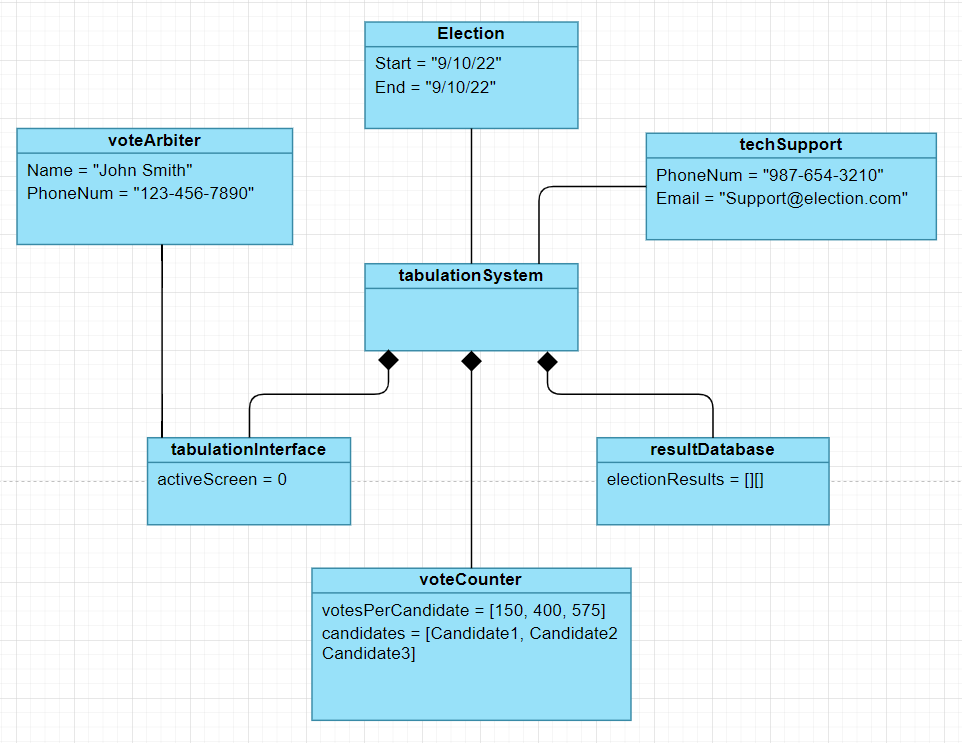 Election
Start = "9/10/22"
End = "9/10/22"
voteArbiter
Name = "John Smith"
PhoneNum = "123-456-7890"
techSupport
PhoneNum = "987-654-3210"
Email = "Support@election.com"
tabulationSystem
tabulationInterface
activeScreen = 0
resultDatabase
electionResults = [][]
voteCounter
votesPerCandidate = [150, 400, 575]
candidates = [Candidate1, Candidate2
Candidate3]